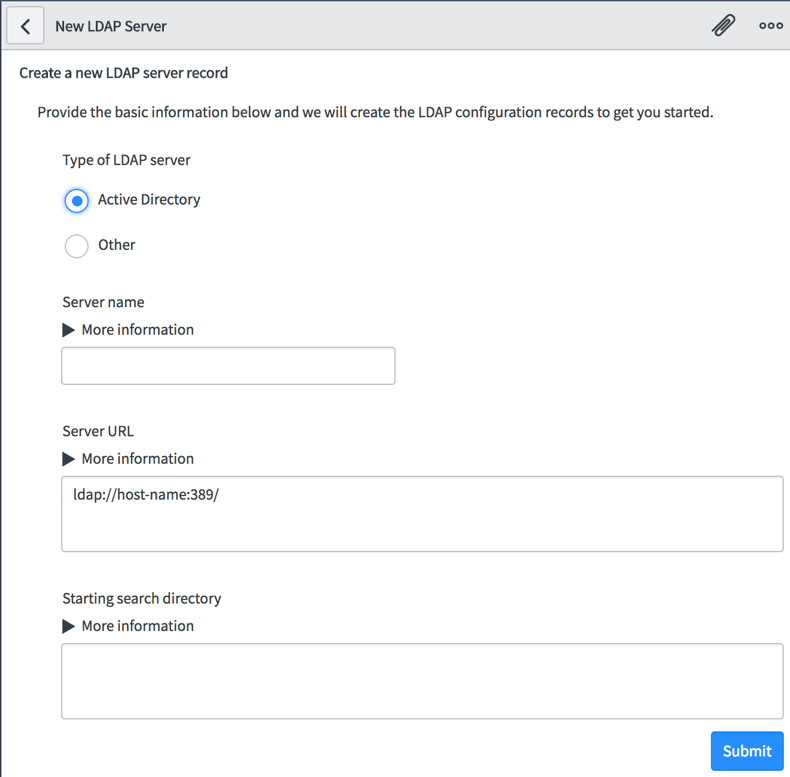 New LDAP Server
Create a new LDAP server record
Provide the basic information below and we will create the LDAP configuration records to get you started.
Type of LDAP server
Active Directory
Other
Server name
More information
Server URL
More information
ldap://host-name:389/
Starting search directory
More information
Submit